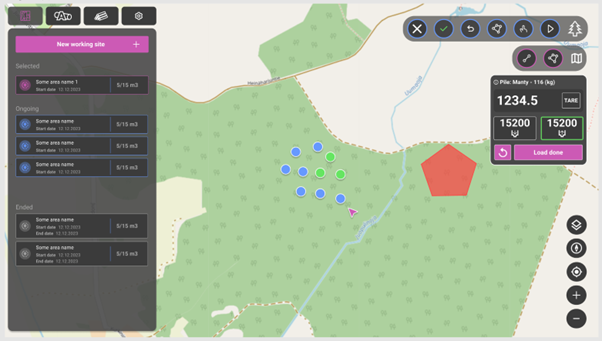 New working site +
Selected
Some area name 1
Start date 12.12.2023
5/15 m3
Ongoing
Some area name
Start date 12.12.2023
5/15 m3
Some area name
Start date 12.12.2023
5/15 m3
Some area name
Start date 12.12.2023
5/15 m3
Ended
Some area name
Start date 12.12.2023
End date 12.12.2023
5/15 m3
Some area name
Start date 12.12.2023
End date 12.12.2023
5/15 m3
Pile: Manty - 116 (kg)
1234.5
TARE
15200
15200
Load done